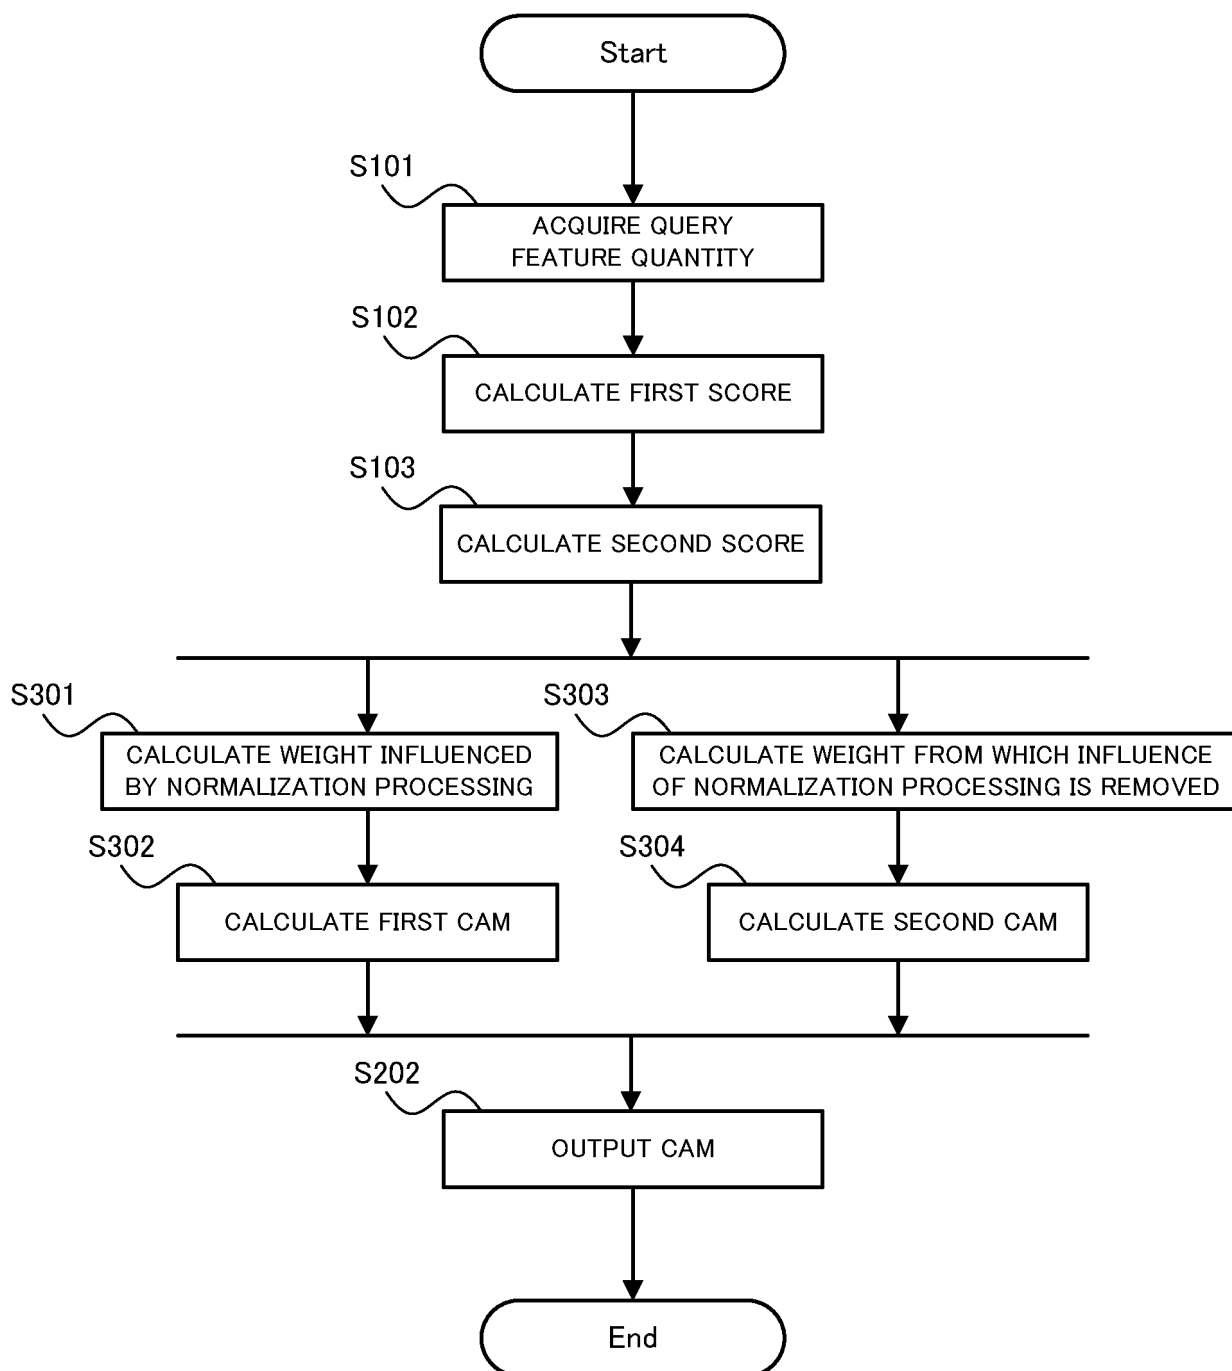 Start
S101
ACQUIRE QUERY
FEATURE QUANTITY
S102
CALCULATE FIRST SCORE
S103
CALCULATE SECOND SCORE
S301
CALCULATE WEIGHT INFLUENCED
BY NORMALIZATION PROCESSING
S303
CALCULATE WEIGHT FROM WHICH INFLUENCE
OF NORMALIZATION PROCESSING IS REMOVED
S302
CALCULATE FIRST CAM
S304
CALCULATE SECOND CAM
S202
OUTPUT CAM
End